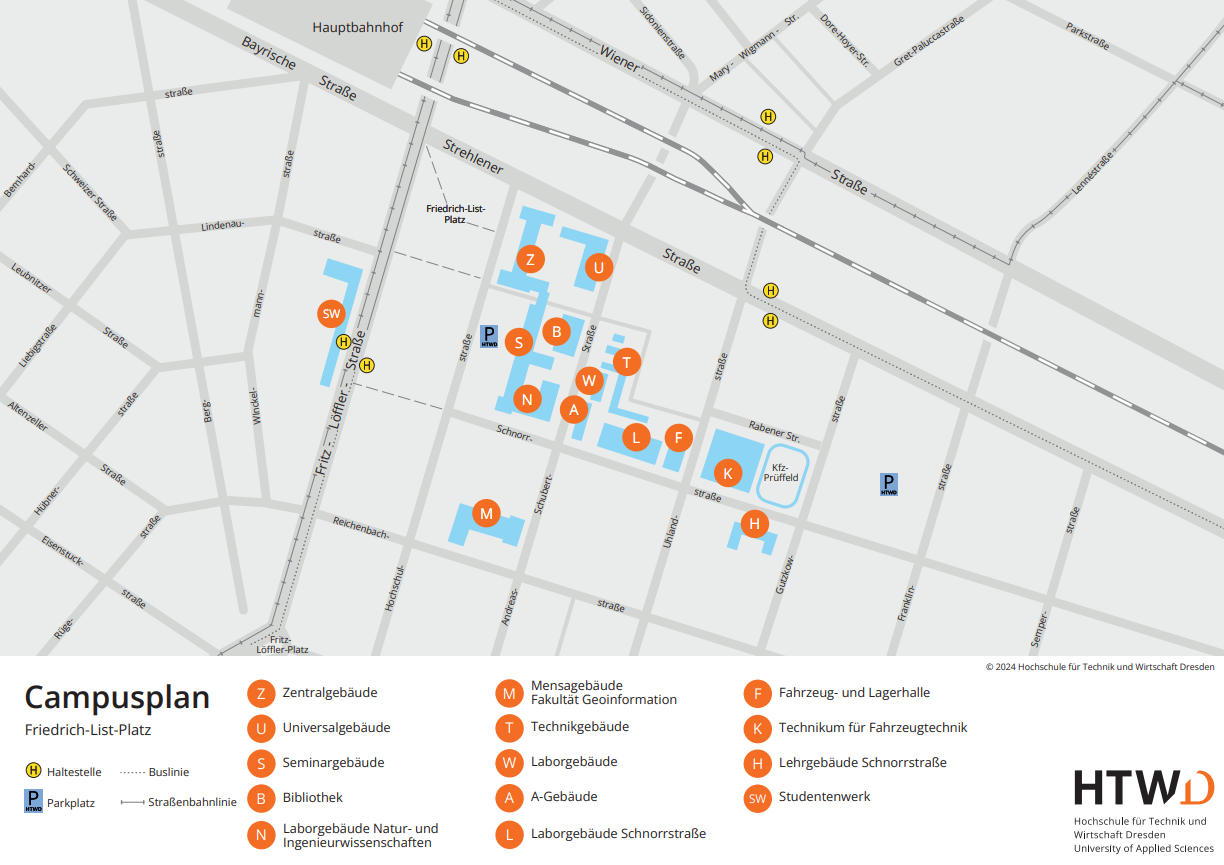 Hauptbahnhof
H
H
Bayrische
Straße
Wiener
Sidonienstraße
Mary- Wigmann- Str.
Dore-Hoyer-Str.
Gret-Paluccastraße
Parkstraße
H
H
Straße
Lennéstraße
straße
straße
straße
Bernhard-
Schweizer Straße
Lindenau-
straße
Strehlener
Friedrich-List-
Platz
Straße
Z
U
SW
H
H
H
H
Leubnitzer
Straße
Liebigstraße
mann-
Fritz - Löffler - Straße
straße
P
HTWD
S
B
Straße
T
W
N
A
L
F
K
Kfz-
Prüffeld
Rabener Str.
straße
straße
Altenzeller
straße
Berg-
Winckel-
Schnorr-
straße
P
HTWD
straße
straße
Straße
Hübner-
straße
Reichenbach-
M
Schubert-
H
Uhland-
Gutzkow-
Eisenstuck-
straße
Rüge-
Hochschul-
Andreas-
straße
Franklin-
Semper-
Fritz-
Löffler-Platz
© 2024 Hochschule für Technik und Wirtschaft Dresden
Campusplan
Friedrich-List-Platz
H Haltestelle
Buslinie
P HTWD Parkplatz
Straßenbahnlinie
Z Zentralgebäude
U Universalgebäude
S Seminargebäude
B Bibliothek
N Laborgebäude Natur- und
Ingenieurwissenschaften
M Mensagebäude
Fakultät Geoinformation
T Technikgebäude
W Laborgebäude
A A-Gebäude
L Laborgebäude Schnorrstraße
F Fahrzeug- und Lagerhalle
K Technikum für Fahrzeugtechnik
H Lehrgebäude Schnorrstraße
SW Studentenwerk
HTWD
Hochschule für Technik und
Wirtschaft Dresden
University of Applied Sciences